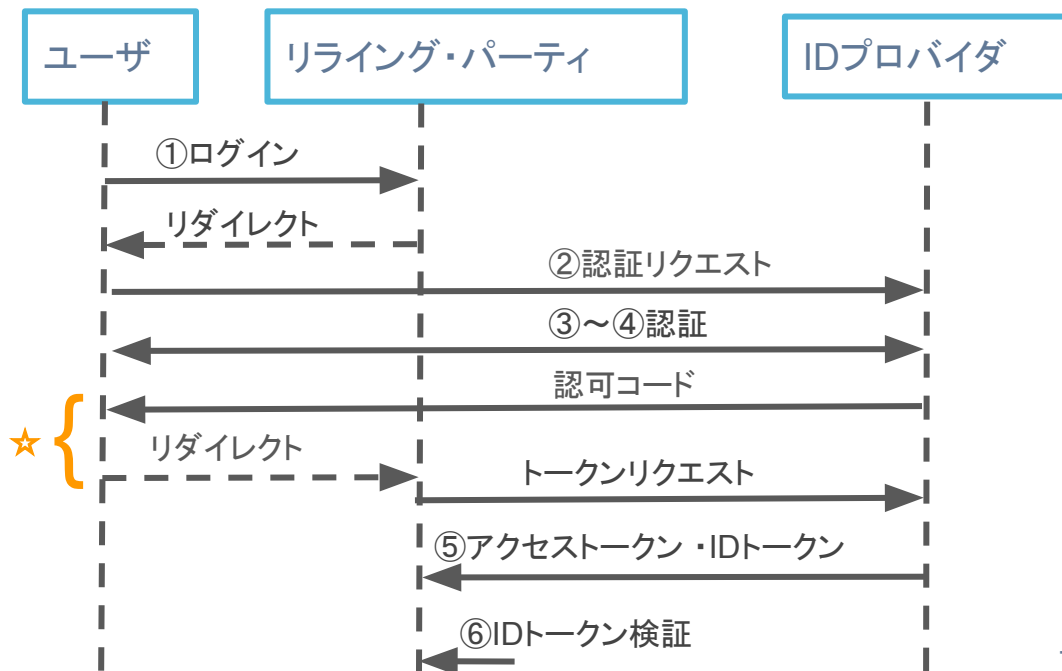 ユーザ
リライング・パーティ
IDプロバイダ
①ログイン
リダイレクト
②認証リクエスト
③～④認証
認可コード
☆
リダイレクト
トークンリクエスト
⑤アクセストークン・IDトークン
⑥IDトークン検証